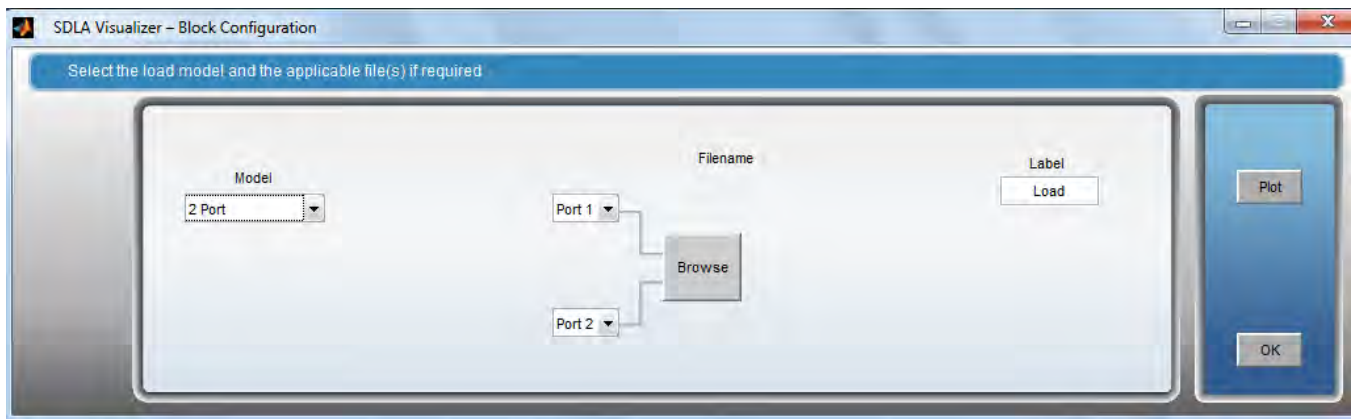 SDLA Visualizer – Block Configuration
Select the load model and the applicable file(s) if required
Model
2 Port
Filename
Port 1
Browse
Port 2
Label
Load
Plot
OK